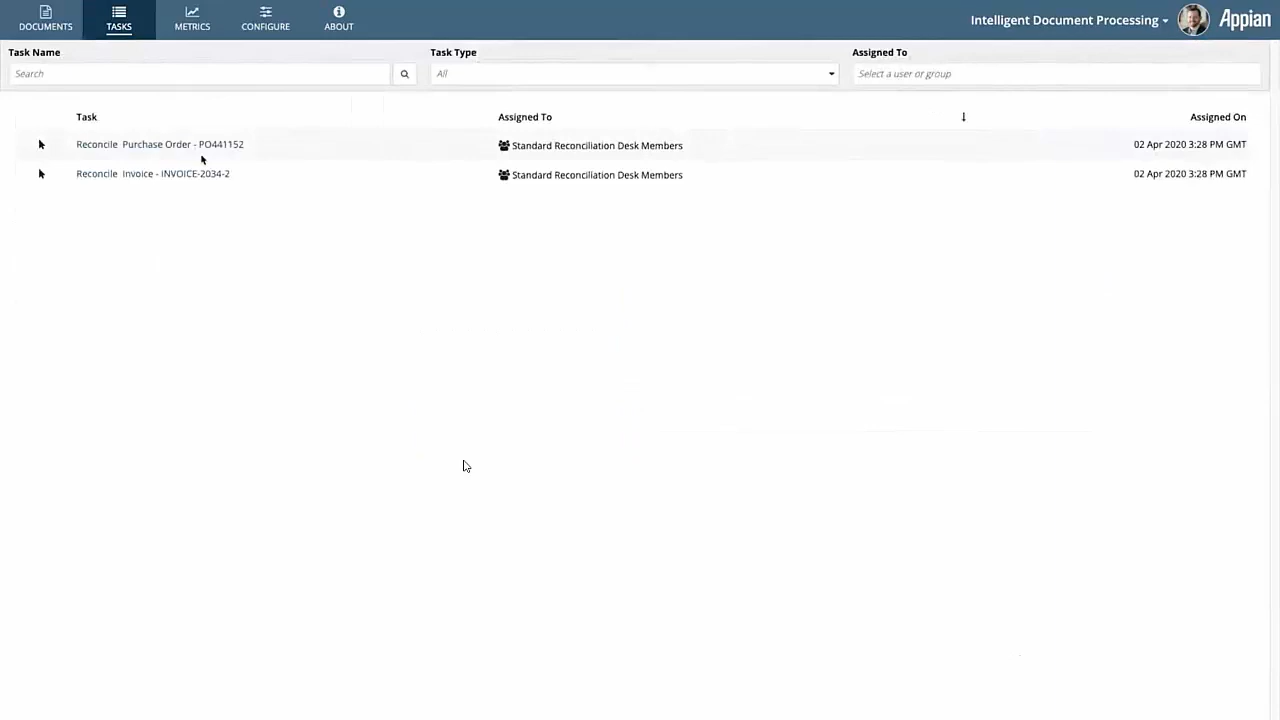 DOCUMENTS TASKS METRICS CONFIGURE ABOUT Intelligent Document Processing Appian
Task Name Task Type Assigned To
Search All Select a user or group
Task Assigned To Assigned On
Reconcile Purchase Order - PO441152 Standard Reconciliation Desk Members 02 Apr 2020 3:28 PM GMT
Reconcile Invoice - INVOICE-2034-2 Standard Reconciliation Desk Members 02 Apr 2020 3:28 PM GMT